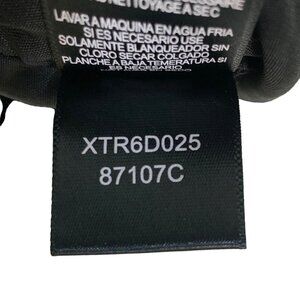 NETTOYAGE A SEC
LAVAR A MAQUINA EN AGUA FRIA
SI ES NECESARIO USE
SOLAMENTE BLANQUEADOR SIN
CLORO SECAR COLGADO
PLANCHE A BAJA TEMERATURA SI
ES NECESARIO
XTR6D025
87107C